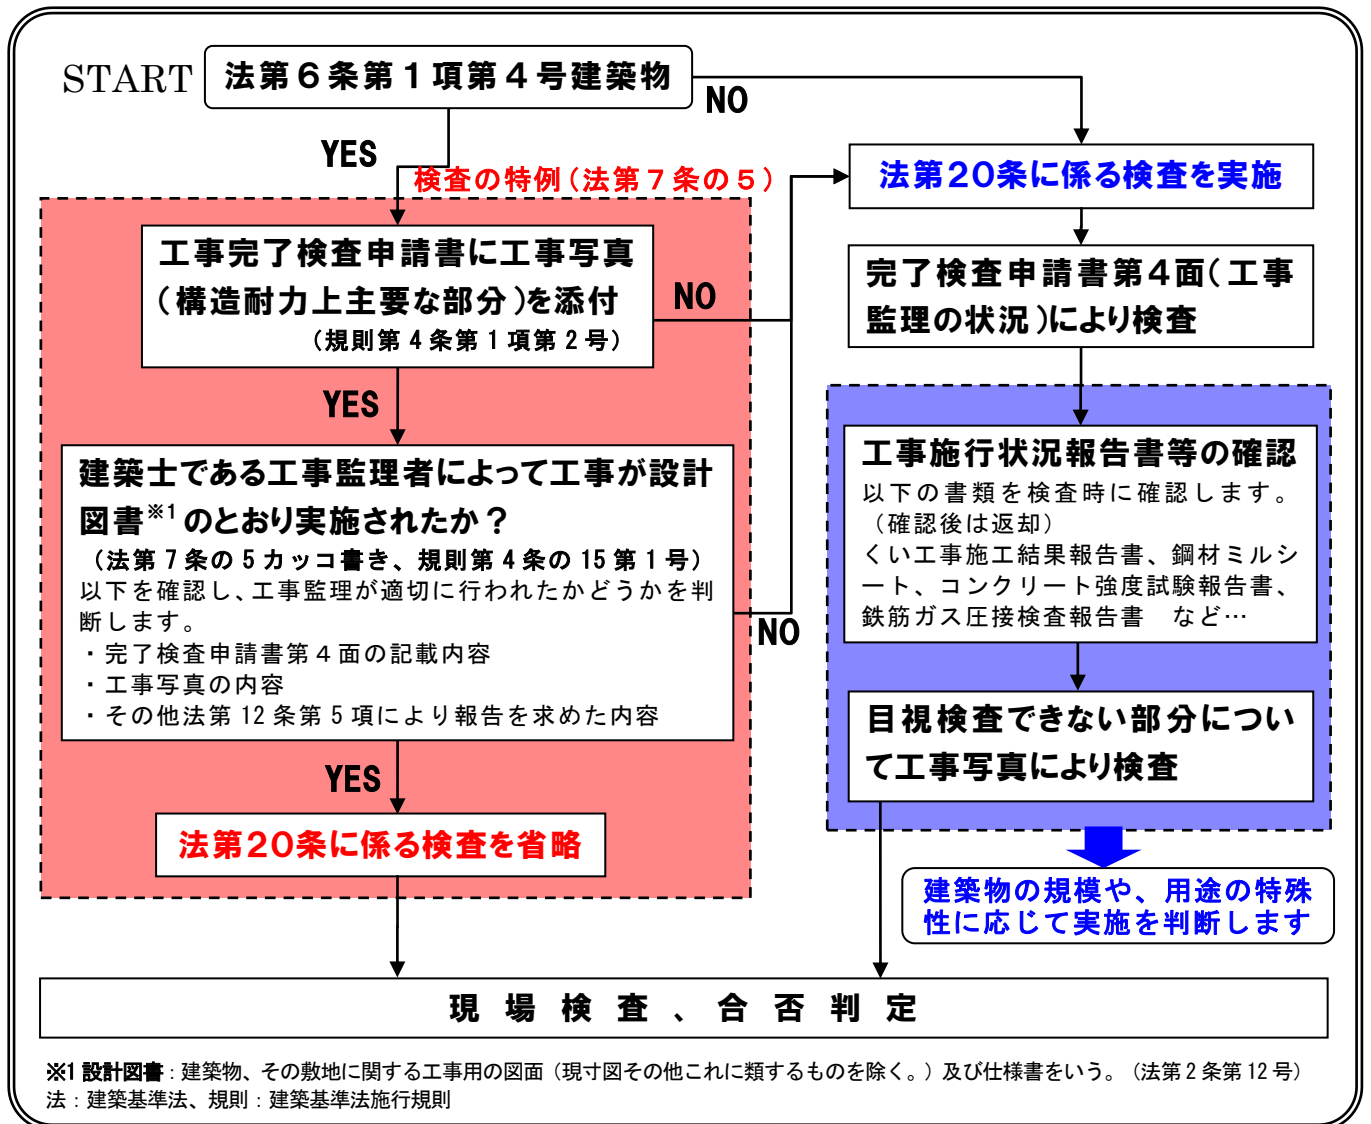 START
法第６条第１項第４号建築物
NO
YES
検査の特例（法第７条の５）
工事完了検査申請書に工事写真
（構造耐力上主要な部分）を添付
（規則第４条第１項第２号）
NO
YES
建築士である工事監理者によって工事が設計
図書※1のとおり実施されたか？
（法第７条の５カッコ書き、規則第４条の15第１号）
以下を確認し、工事監理が適切に行われたかどうかを判
断します。
・完了検査申請書第４面の記載内容
・工事写真の内容
・その他法第12条第５項により報告を求めた内容
NO
YES
法第２０条に係る検査を省略
法第２０条に係る検査を実施
完了検査申請書第４面（工事
監理の状況）により検査
工事施行状況報告書等の確認
以下の書類を検査時に確認します。
（確認後は返却）
くい工事施工結果報告書、鋼材ミルシ
ート、コンクリート強度試験報告書、
鉄筋ガス圧接検査報告書　など…
目視検査できない部分につい
て工事写真により検査
建築物の規模や、用途の特殊
性に応じて実施を判断します
現場検査、合否判定
※1 設計図書：建築物、その敷地に関する工事用の図面（現寸図その他これに類するものを除く。）及び仕様書をいう。（法第２条第12号）
法：建築基準法、規則：建築基準法施行規則